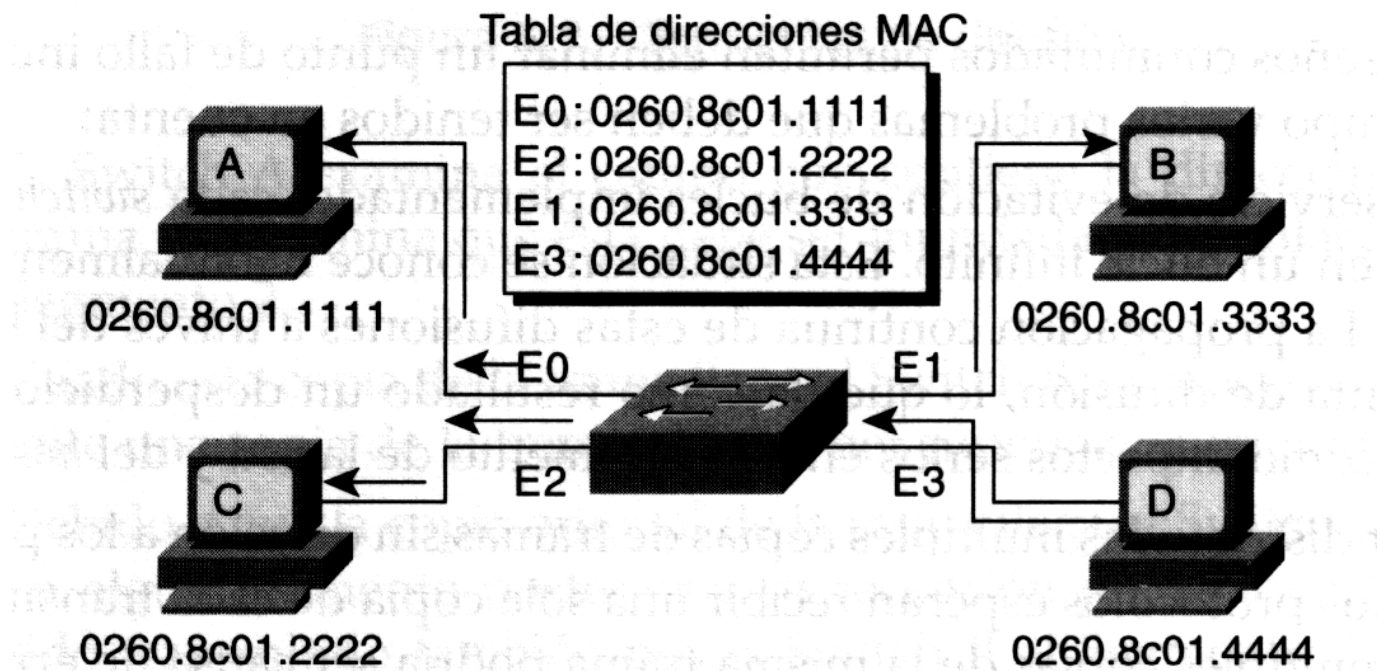 Tabla de direcciones MAC
E0: 0260.8c01.1111
E2: 0260.8c01.2222
E1: 0260.8c01.3333
E3: 0260.8c01.4444
A
B
0260.8c01.1111
0260.8c01.3333
E0
E1
E2
E3
C
D
0260.8c01.2222
0260.8c01.4444